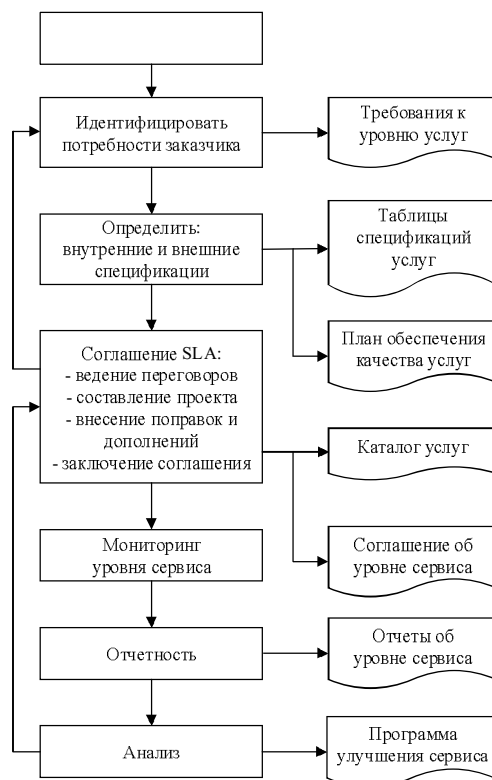 Идентифицировать
потребности заказчика
Требования к
уровню услуг
Определить:
внутренние и внешние
спецификации
Таблицы
спецификаций
услуг
План обеспечения
качества услуг
Соглашение SLA:
- ведение переговоров
- составление проекта
- внесение поправок и
дополнений
- заключение соглашения
Каталог услуг
Мониторинг
уровня сервиса
Соглашение об
уровне сервиса
Отчетность
Отчеты об
уровне сервиса
Анализ
Программа
улучшения сервиса